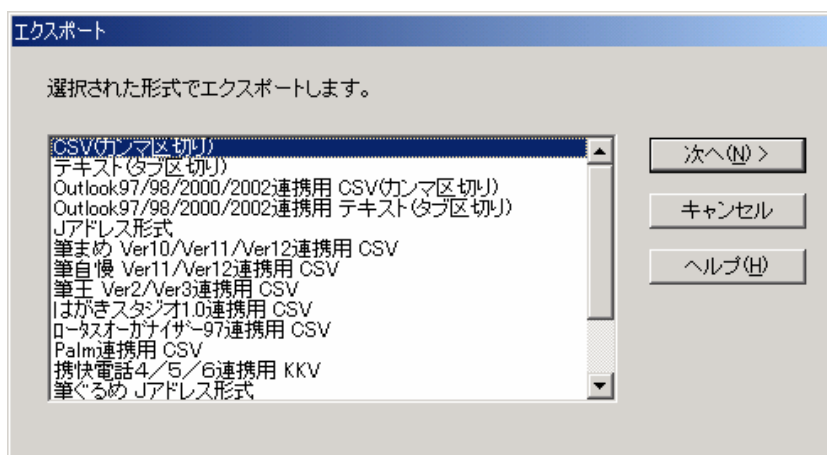 エクスポート
選択された形式でエクスポートします。
CSV(カンマ区切り)
テキスト(タブ区切り)
Outlook97/98/2000/2002連携用 CSV(カンマ区切り)
Outlook97/98/2000/2002連携用 テキスト(タブ区切り)
Jアドレス形式
筆まめ Ver10/Ver11/Ver12連携用 CSV
筆自慢 Ver11/Ver12連携用 CSV
筆王 Ver2/Ver3連携用 CSV
はがきスタジオ1.0連携用 CSV
ロータスオーガナイザー97連携用 CSV
Palm連携用 CSV
携快電話4/5/6連携用 KKV
筆ぐるめ Jアドレス形式
次へ(N) >
キャンセル
ヘルプ(H)